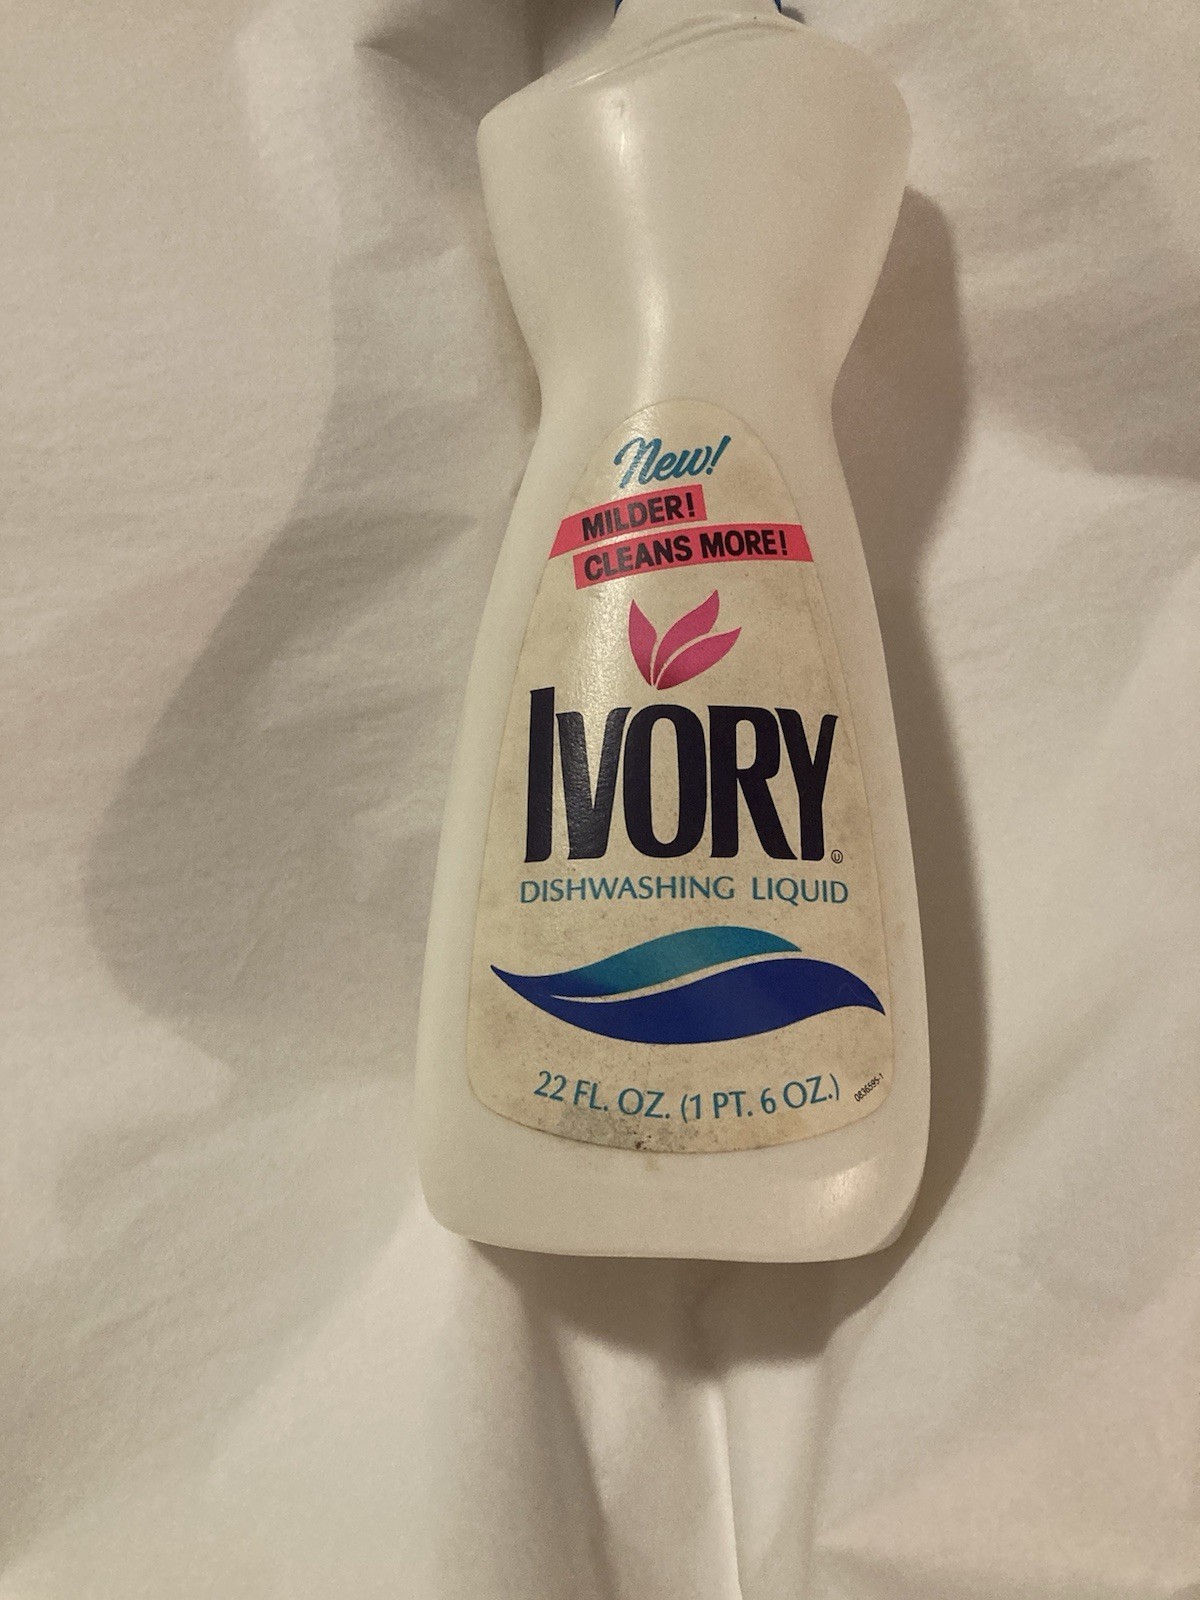 New!
MILDER!
CLEANS MORE!
IVORY
DISHWASHING LIQUID
22 FL. OZ. (1 PT. 6 OZ.)